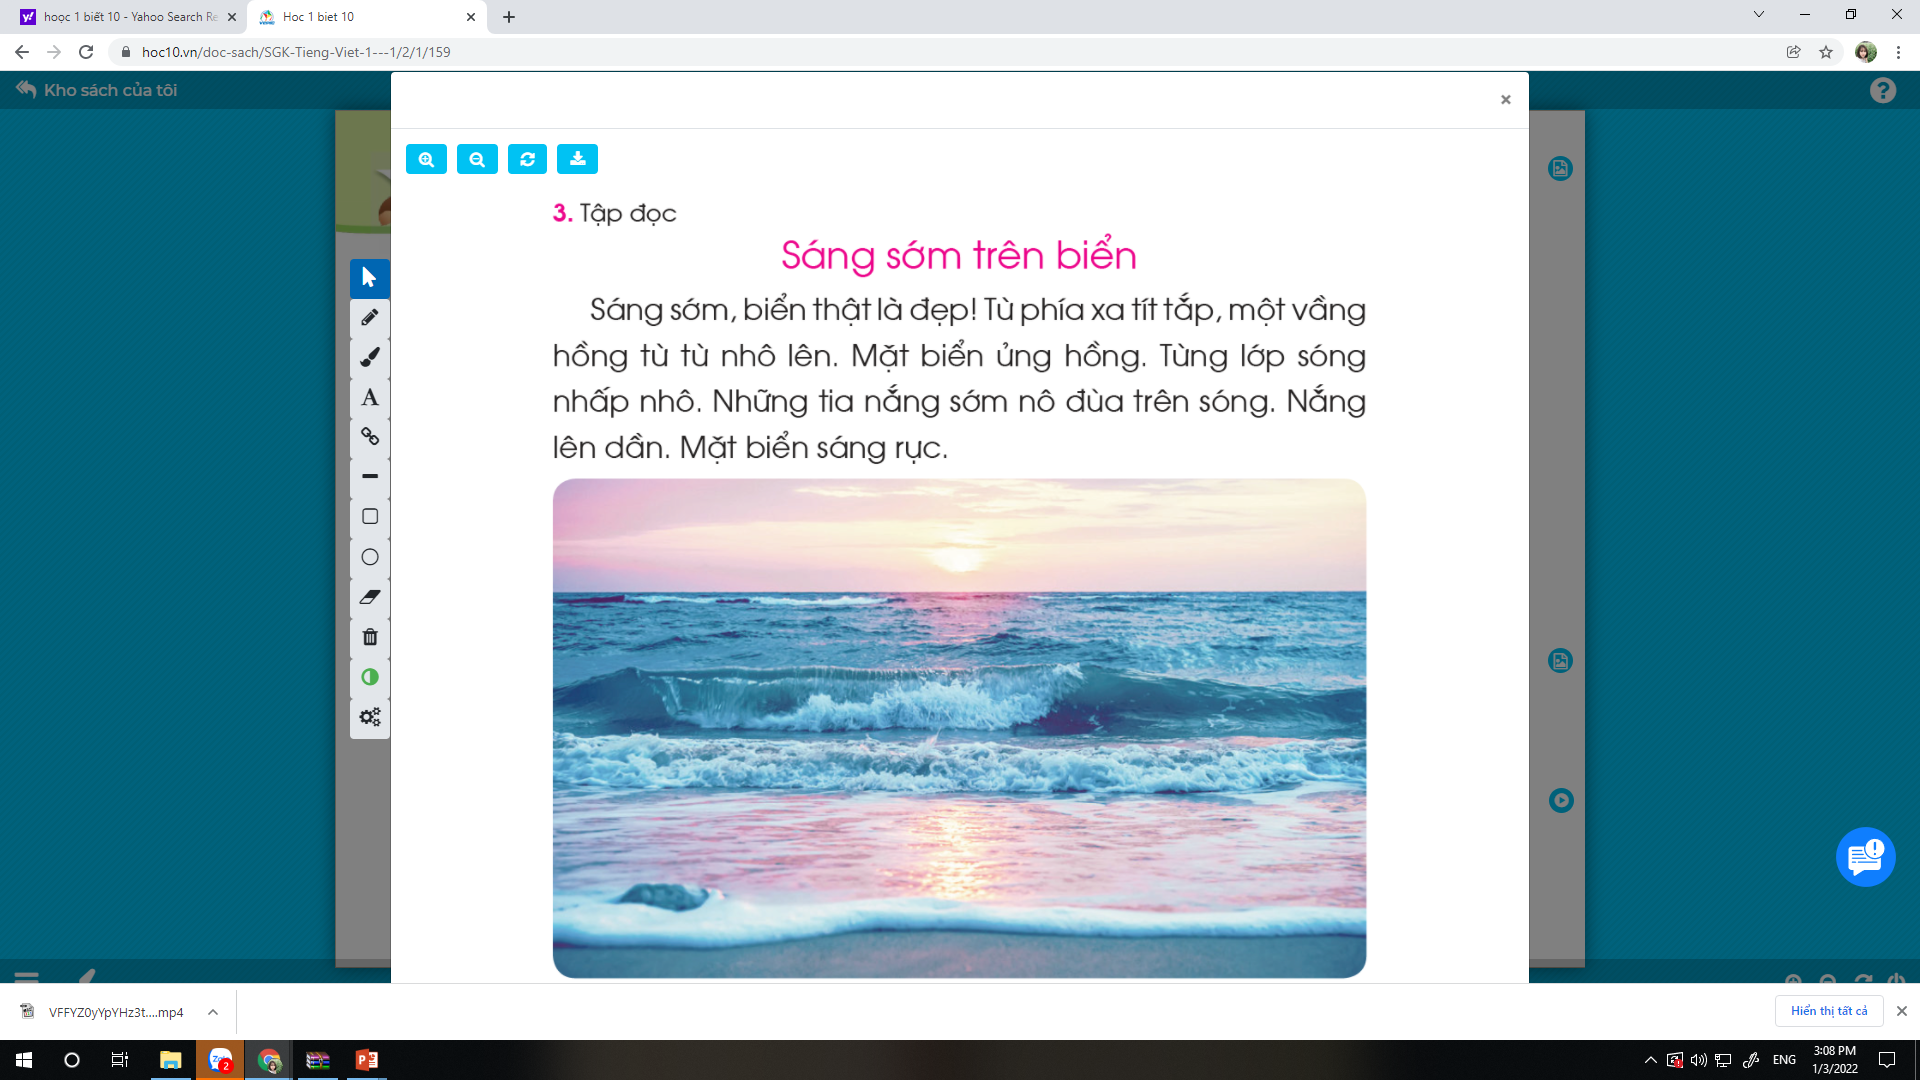 hoọc 1 biết 10 - Yahoo Search Re
Hoc 1 biet 10
hoc10.vn/doc-sach/SGK-Tieng-Viet-1---1/2/1/159
Kho sách của tôi
3. Tập đọc
Sáng sớm trên biển
Sáng sớm, biển thật là đẹp! Từ phía xa tít tắp, một vầng
hồng từ từ nhô lên. Mặt biển ửng hồng. Từng lớp sóng
nhấp nhô. Những tia nắng sớm nô đùa trên sóng. Nắng
lên dần. Mặt biển sáng rực.
VFFYZ0yYpYHz3t....mp4
Hiển thị tất cả
2
ENG
3:08 PM
1/3/2022